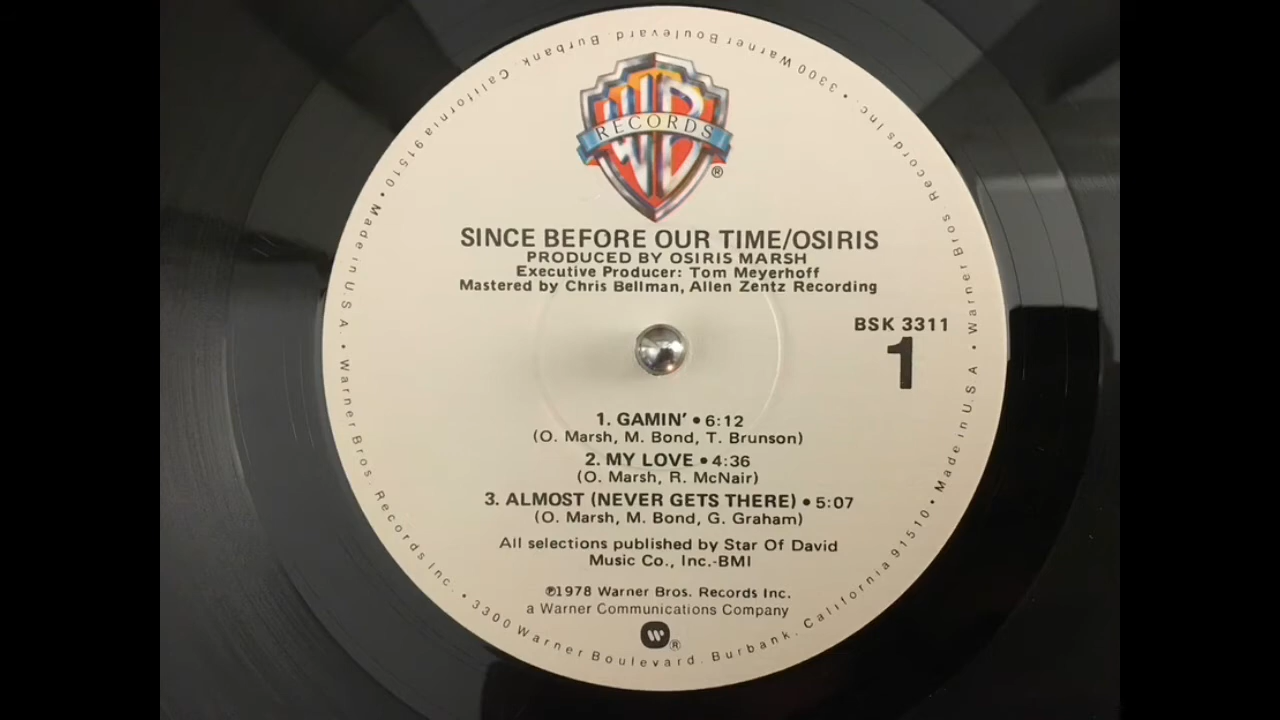 WB
RECORDS
®
SINCE BEFORE OUR TIME/OSIRIS
PRODUCED BY OSIRIS MARSH
Executive Producer: Tom Meyerhoff
Mastered by Chris Bellman, Allen Zentz Recording
BSK 3311
1
1. GAMIN' • 6:12
(O. Marsh, M. Bond, T. Brunson)
2. MY LOVE • 4:36
(O. Marsh, R. McNair)
3. ALMOST (NEVER GETS THERE) • 5:07
(O. Marsh, M. Bond, G. Graham)
All selections published by Star Of David
Music Co., Inc.-BMI
℗1978 Warner Bros. Records Inc.
a Warner Communications Company
W®
Warner Bros. Records Inc. • 3300 Warner Boulevard. Burbank. California 91510 • Made in U.S.A. •
Warner Bros. Records Inc. • 3300 Warner Boulevard. Burbank. California 91510 • Made in U.S.A. •